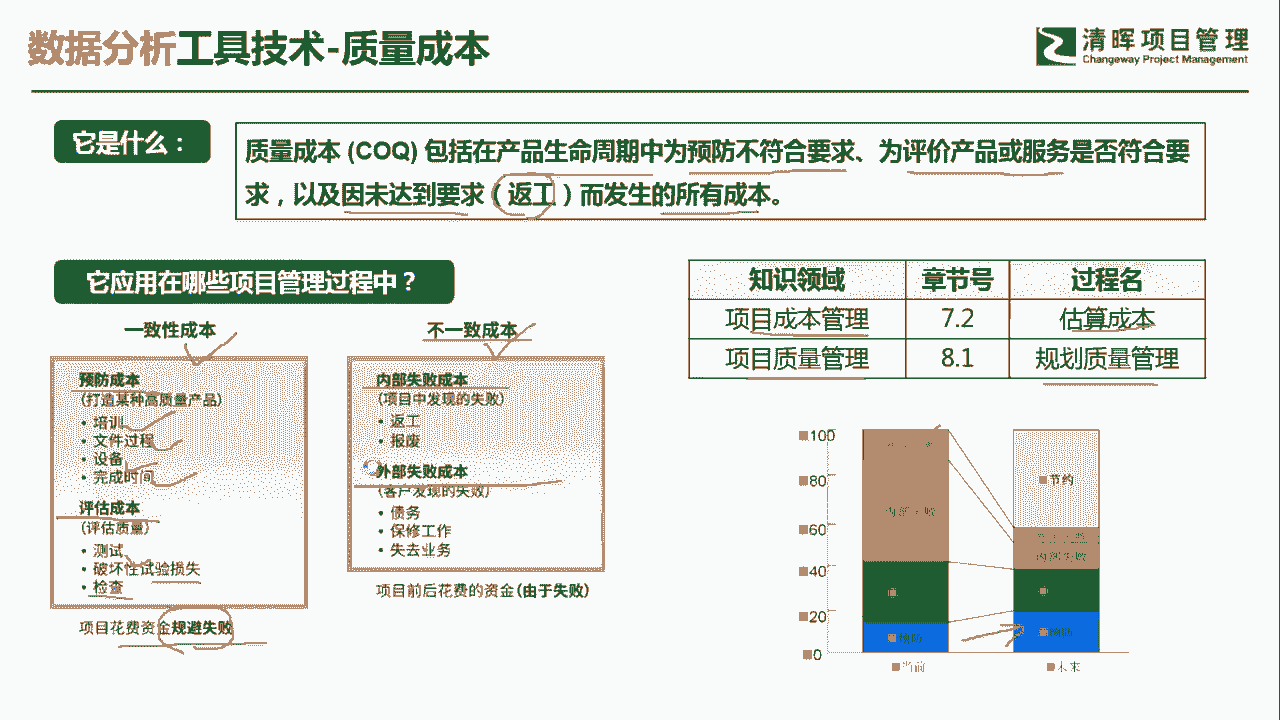 数据分析工具技术-质量成本
清晖项目管理
Changeway Project Management
它是什么：
质量成本 (COQ) 包括在产品生命周期中为预防不符合要求、为评价产品或服务是否符合要
求，以及因未达到要求（返工）而发生的所有成本。
它应用在哪些项目管理过程中？
一致性成本
预防成本
(打造某种高质量产品)
• 培训
• 文件过程
• 设备
• 完成时间
评估成本
(评估质量)
• 测试
• 破坏性试验损失
• 检查
项目花费资金规避失败
不一致成本
内部失败成本
(项目中发现的失败)
• 返工
• 报废
外部失败成本
(客户发现的失败)
• 债务
• 保修工作
• 失去业务
项目前后花费的资金(由于失败)
知识领域 章节号 过程名
项目成本管理 7.2 估算成本
项目质量管理 8.1 规划质量管理
100
80
60
40
20
0
内部失败
预防
当前
节约
内部失败
预防
未来